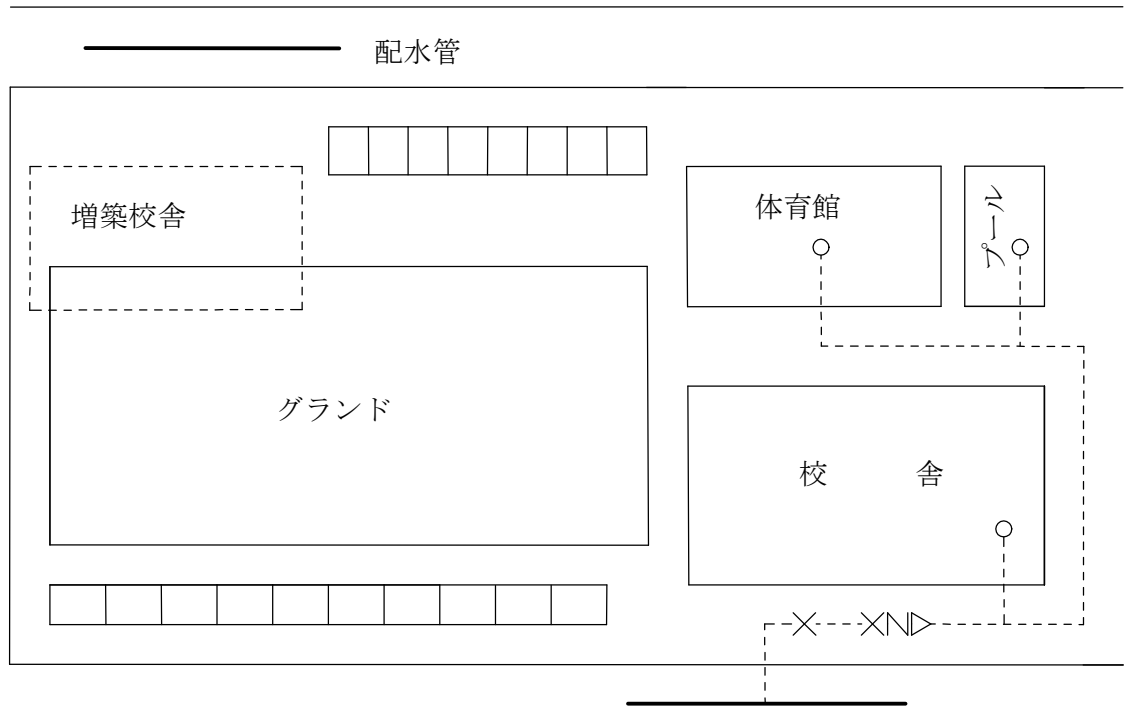 配水管
増築校舎
体育館
プール
グランド
校 舎